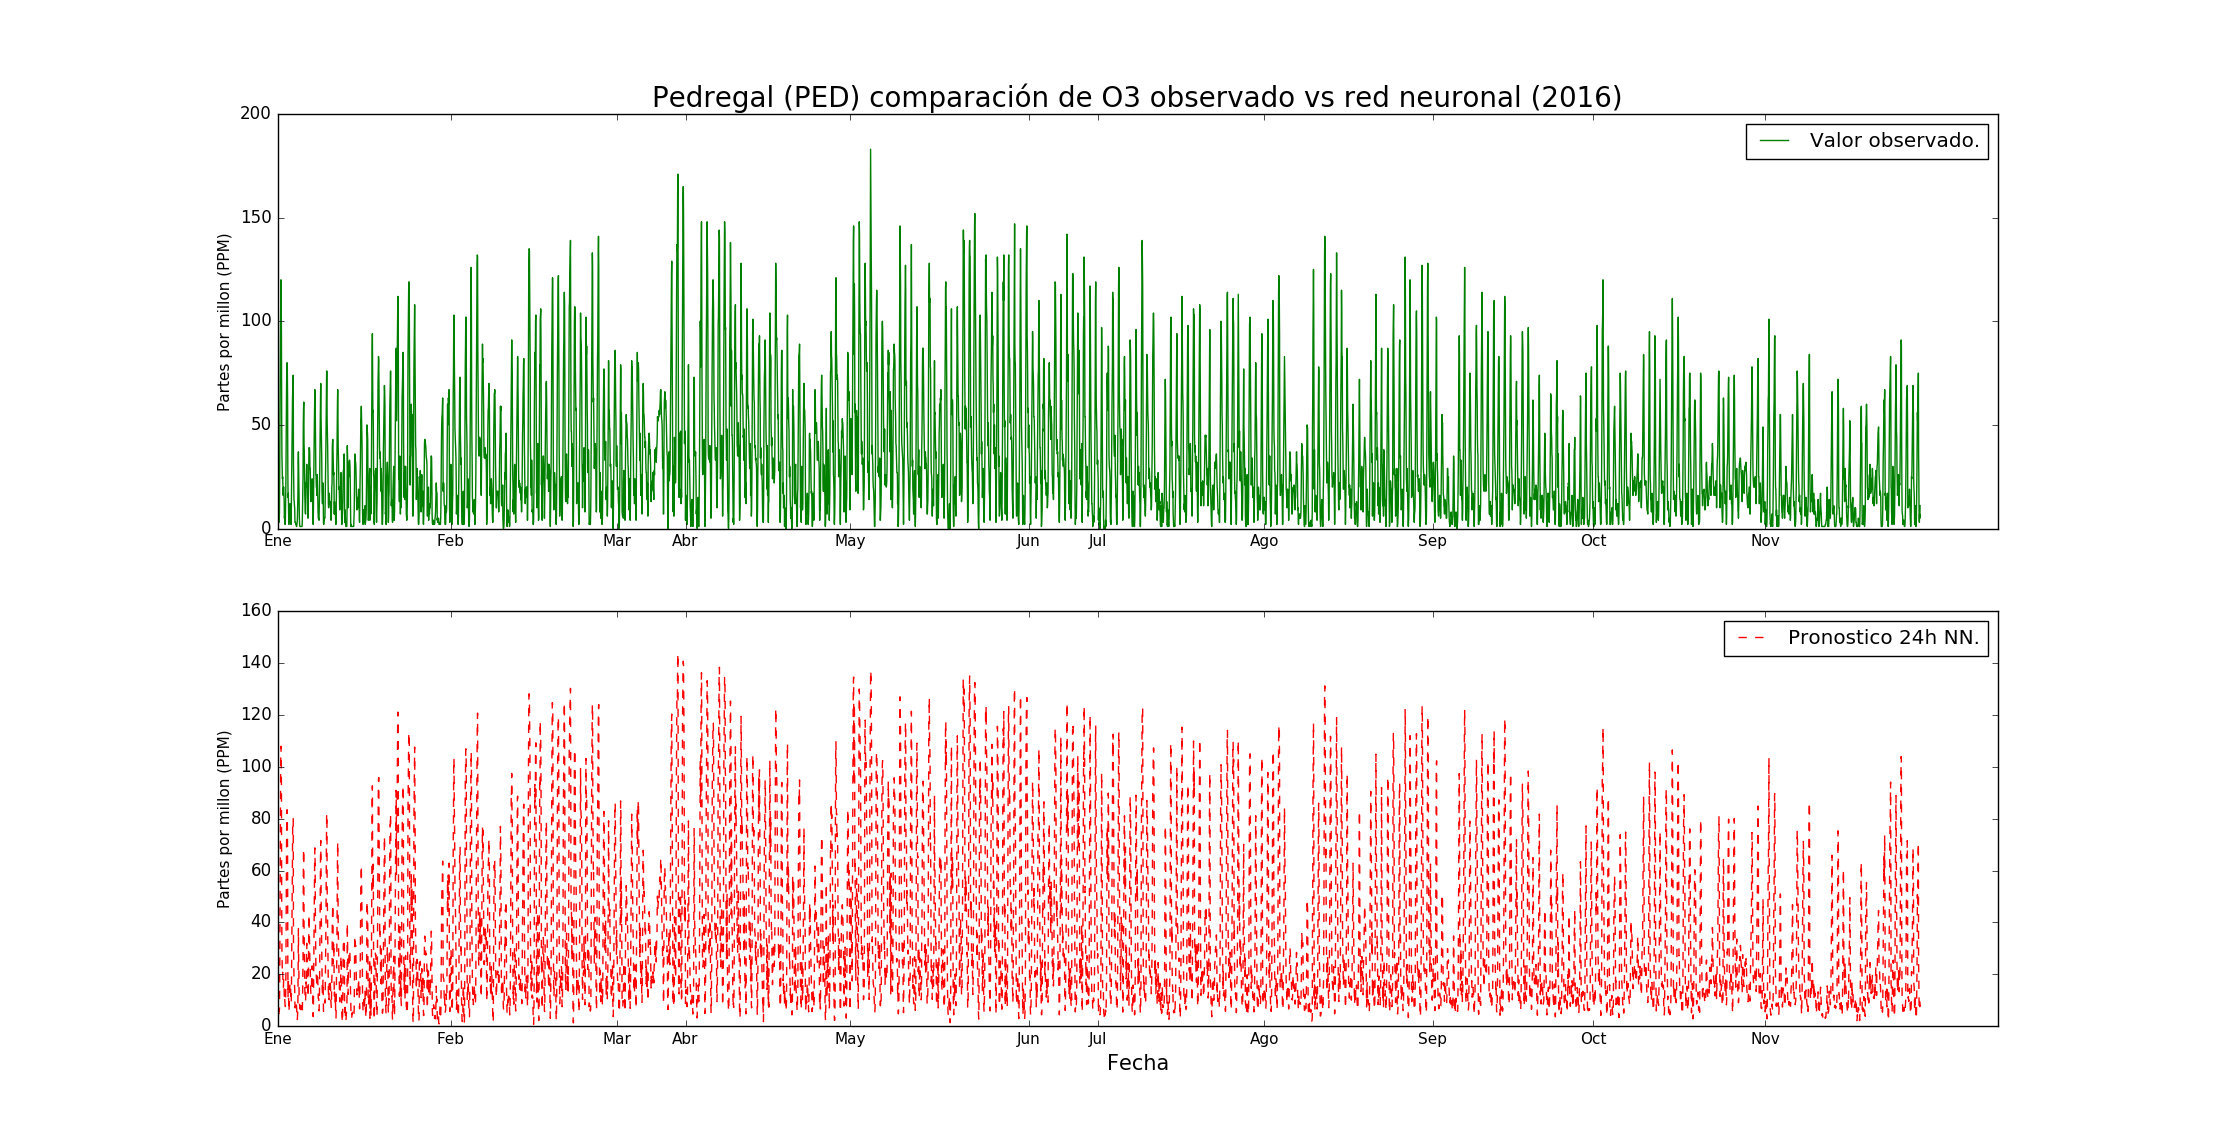 Pedregal (PED) comparación de O3 observado vs red neuronal (2016)
200
150
100
50
0
Partes por millon (PPM)
Valor observado.
Ene Feb Mar Abr May Jun Jul Ago Sep Oct Nov
160
140
120
100
80
60
40
20
0
Partes por millon (PPM)
Pronostico 24h NN.
Ene Feb Mar Abr May Jun Jul Ago Sep Oct Nov
Fecha